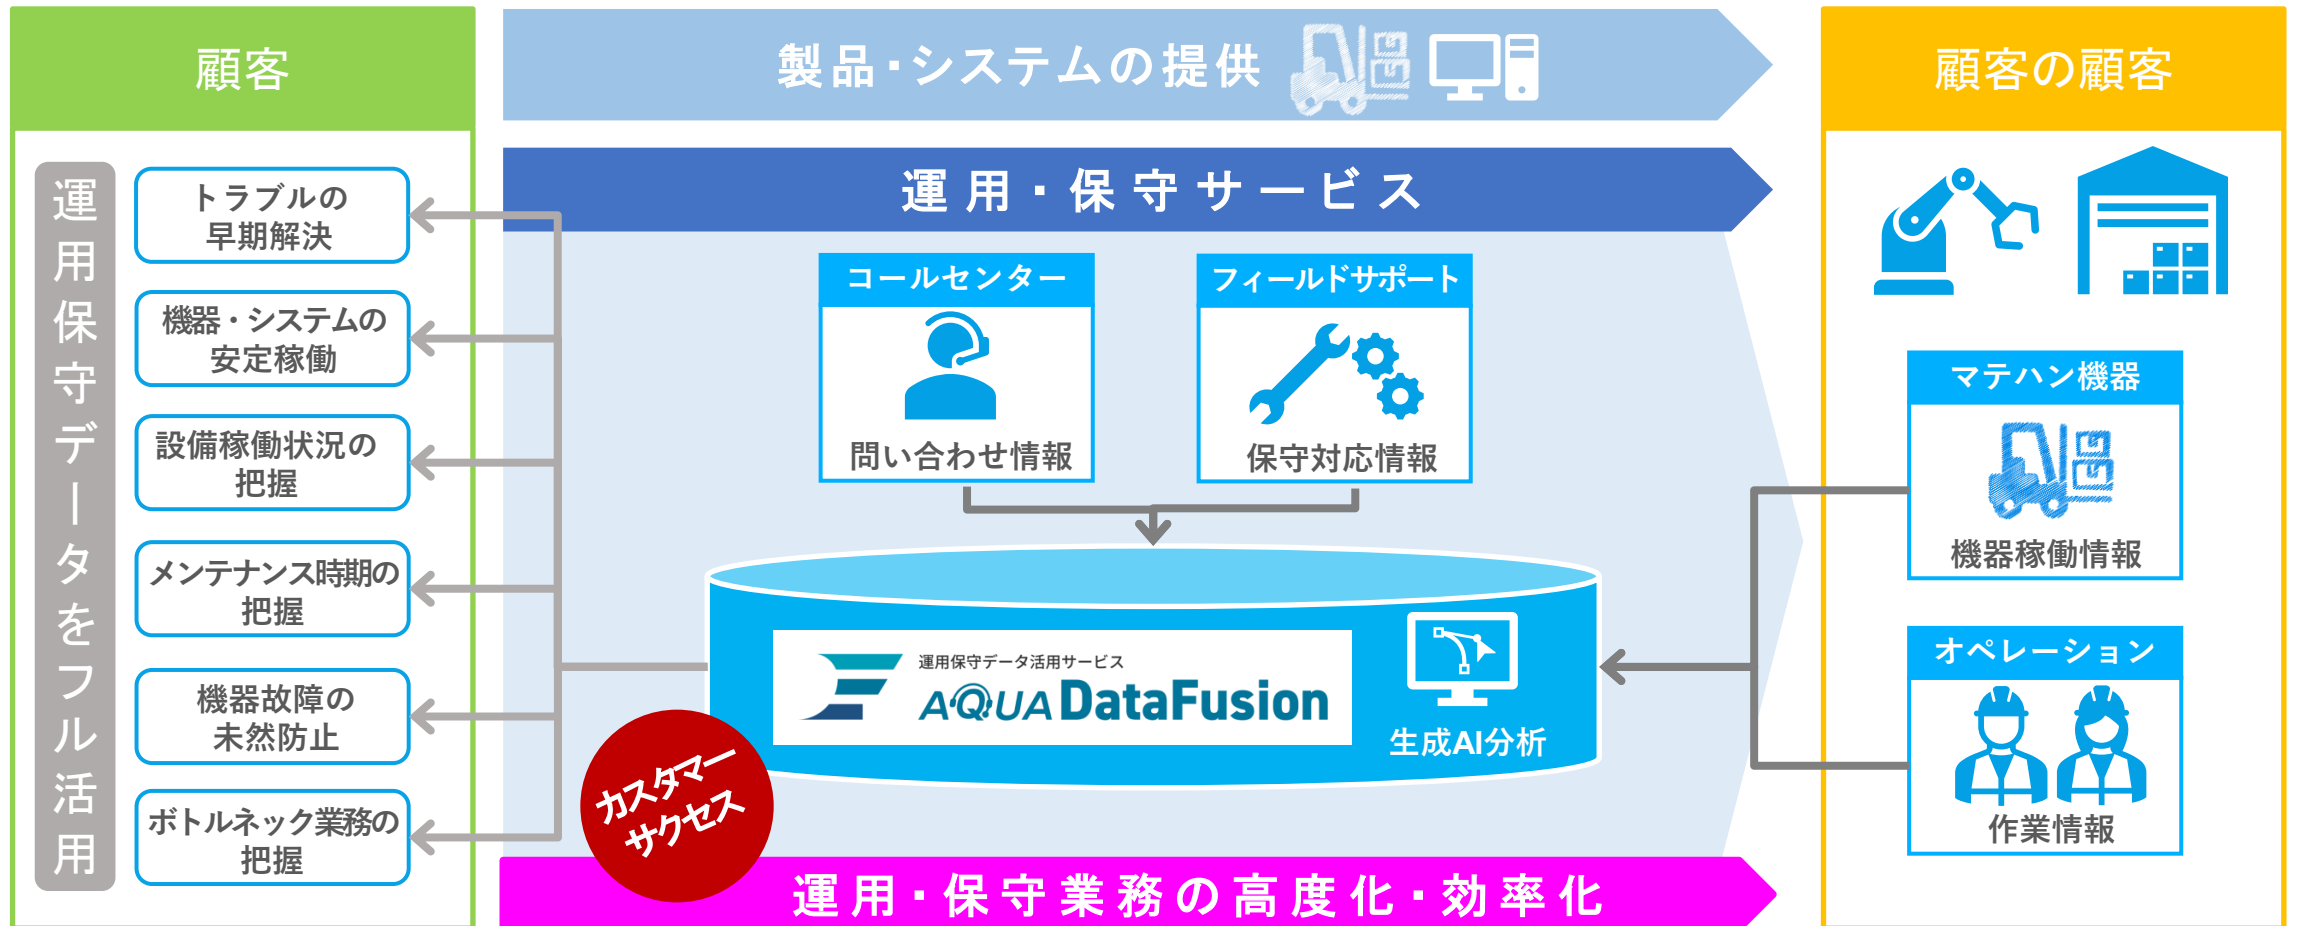 顧客
運用保守データをフル活用
トラブルの
早期解決
機器・システムの
安定稼働
設備稼働状況の
把握
メンテナンス時期の
把握
機器故障の
未然防止
ボトルネック業務の
把握
製品・システムの提供
運用・保守サービス
コールセンター
問い合わせ情報
フィールドサポート
保守対応情報
運用保守データ活用サービス
AQUA DataFusion
生成AI分析
カスタマー
サクセス
運用・保守業務の高度化・効率化
顧客の顧客
マテハン機器
機器稼働情報
オペレーション
作業情報